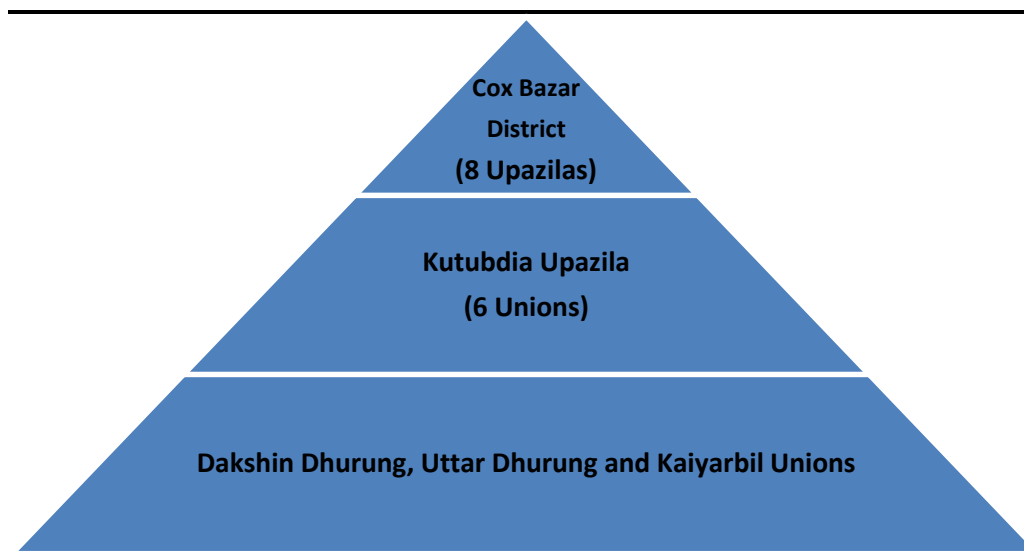 Cox Bazar
District
(8 Upazilas)
Kutubdia Upazila
(6 Unions)
Dakshin Dhurung, Uttar Dhurung and Kaiyarbil Unions